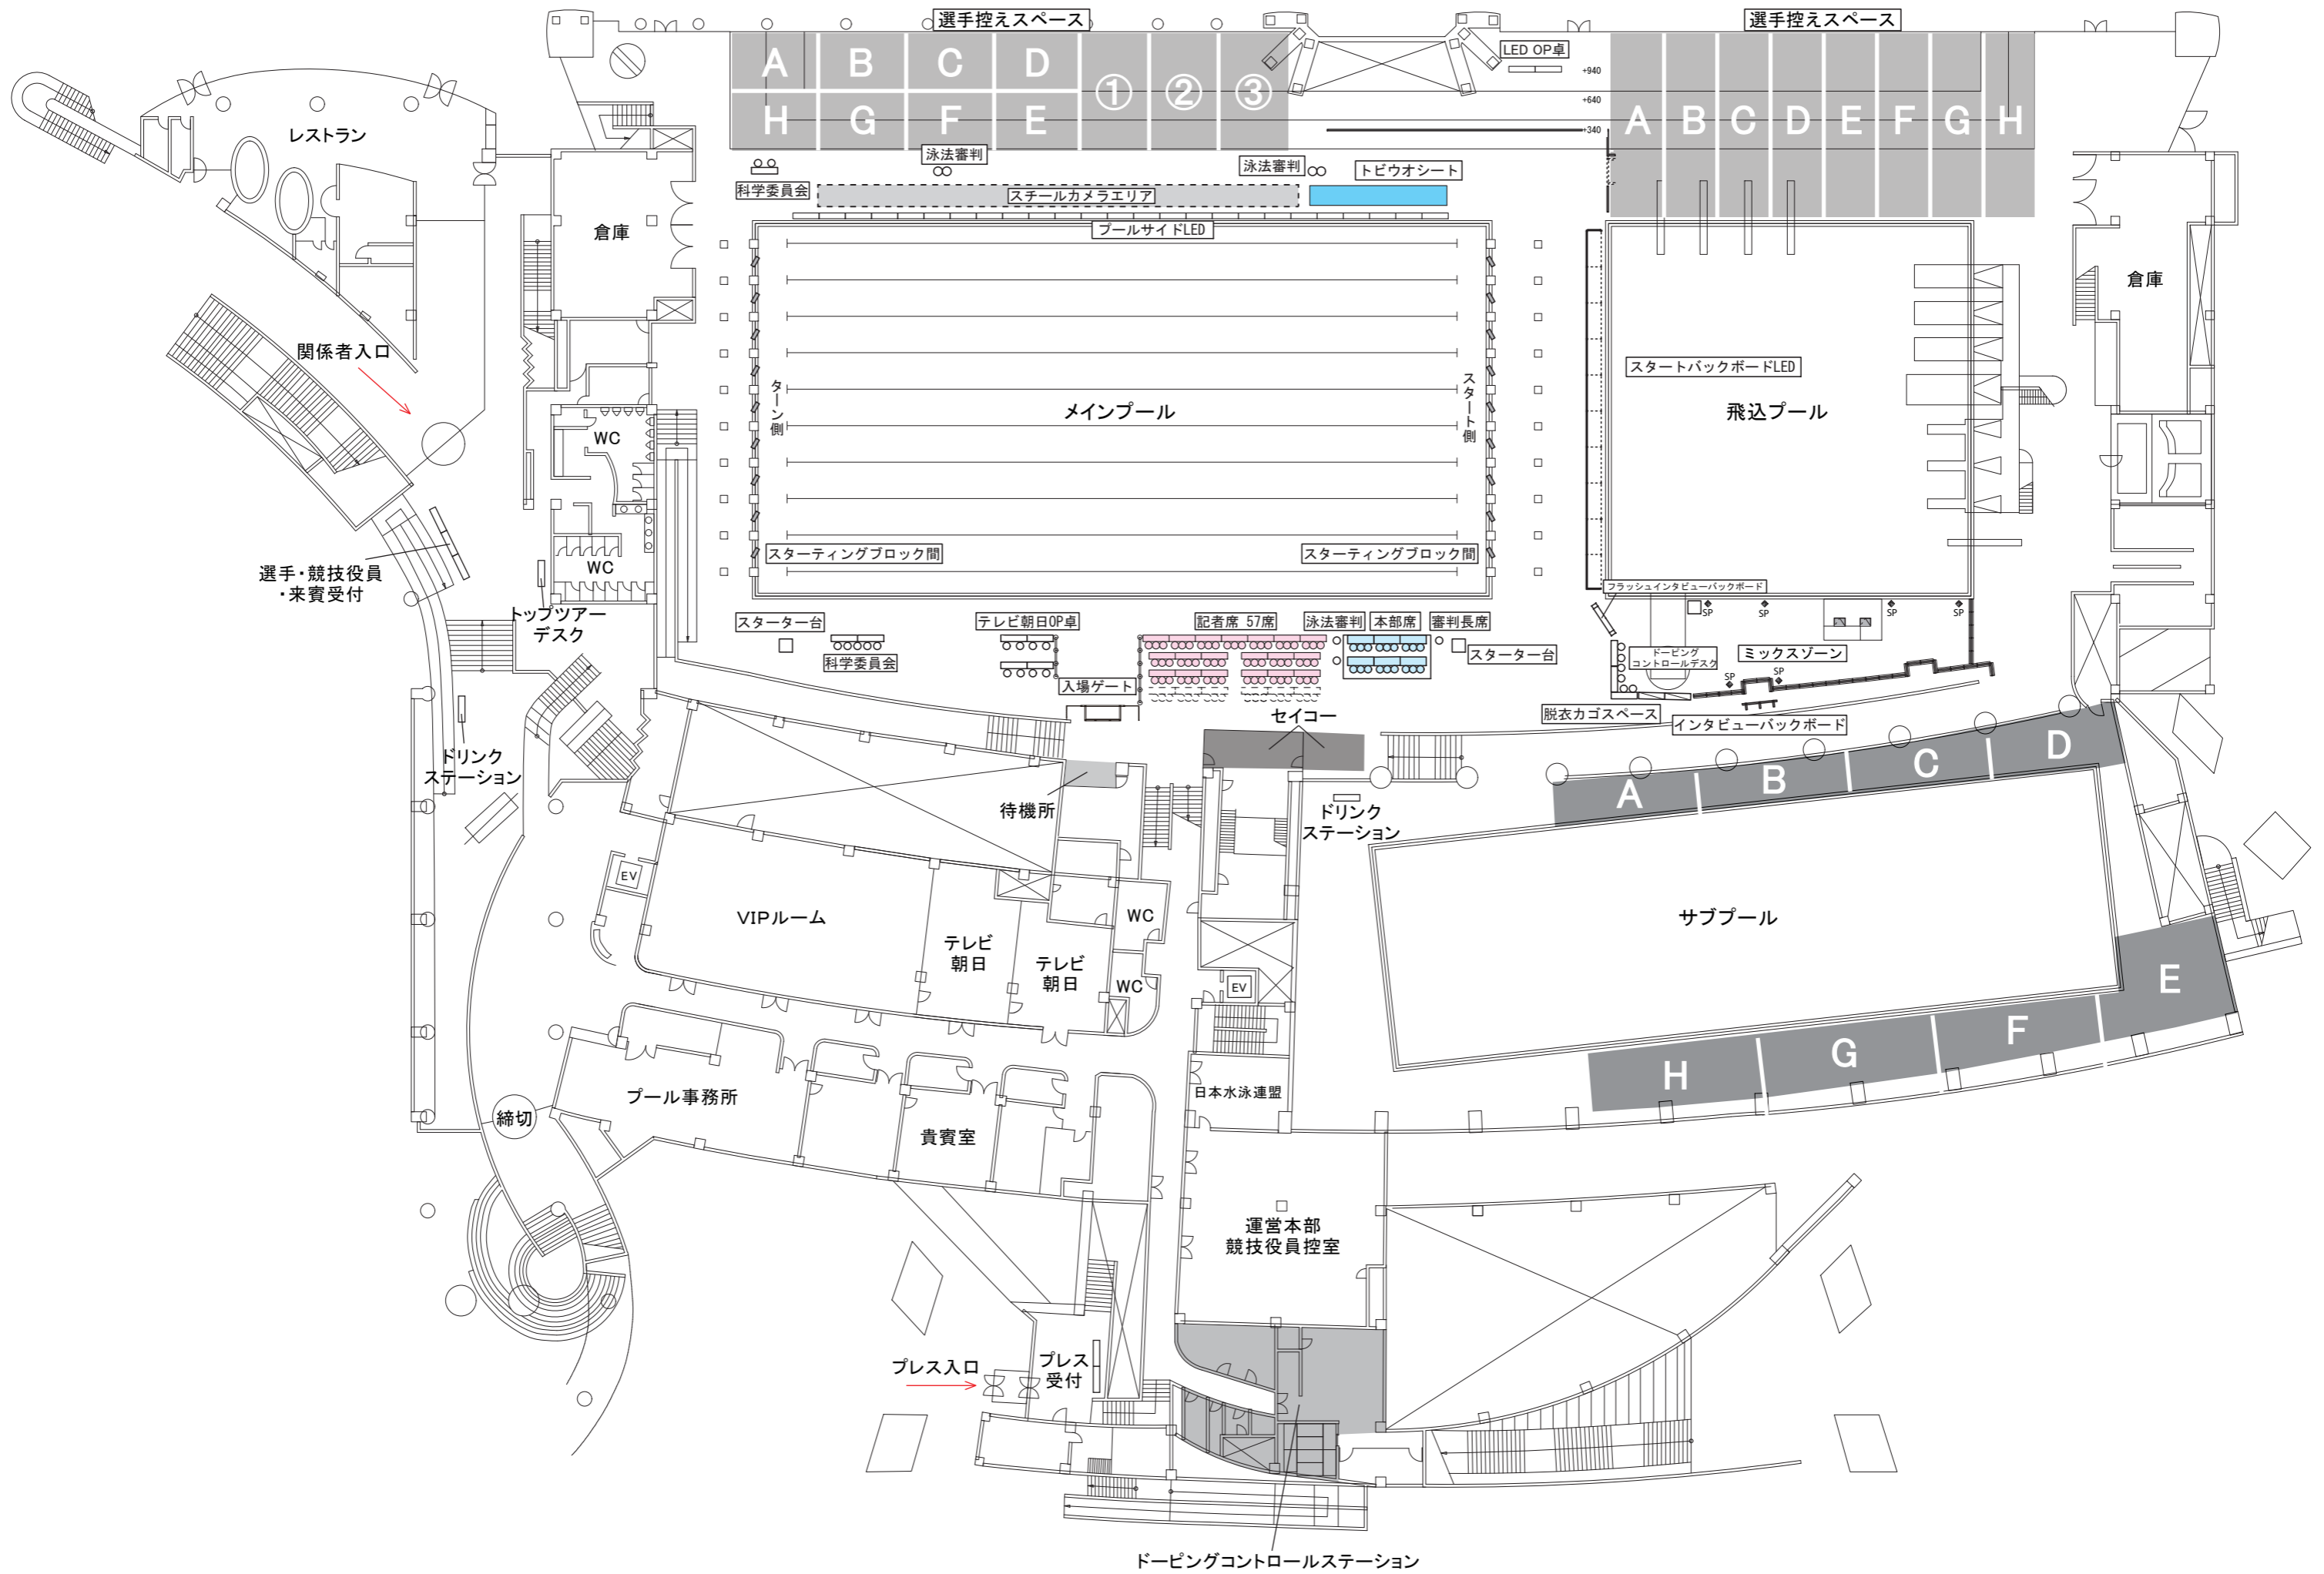 選手控えスペース
選手控えスペース
LED OP卓
+940
+640
+340
A
B
C
D
①
②
③
H
G
F
E
A
B
C
D
E
F
G
H
レストラン
泳法審判
泳法審判
トビウオシート
科学委員会
スチールカメラエリア
プールサイドLED
倉庫
倉庫
関係者入口
スタートバックボードLED
ターン側
メインプール
スタート側
飛込プール
WC
WC
スターティングブロック間
スターティングブロック間
選手・競技役員
・来賓受付
トップツアー
デスク
フラッシュインタビューバックボード
SP
SP
SP
SP
スターター台
科学委員会
テレビ朝日OP卓
記者席 57席
泳法審判
本部席
審判長席
スターター台
ドーピング
コントロールデスク
ミックスゾーン
SP
SP
入場ゲート
脱衣カゴスペース
インタビューバックボード
セイコー
ドリンク
ステーション
待機所
ドリンク
ステーション
A
B
C
D
EV
VIPルーム
テレビ
朝日
テレビ
朝日
WC
WC
EV
サブプール
E
F
G
H
プール事務所
締切
貴賓室
日本水泳連盟
運営本部
競技役員控室
プレス入口
プレス
受付
ドーピングコントロールステーション